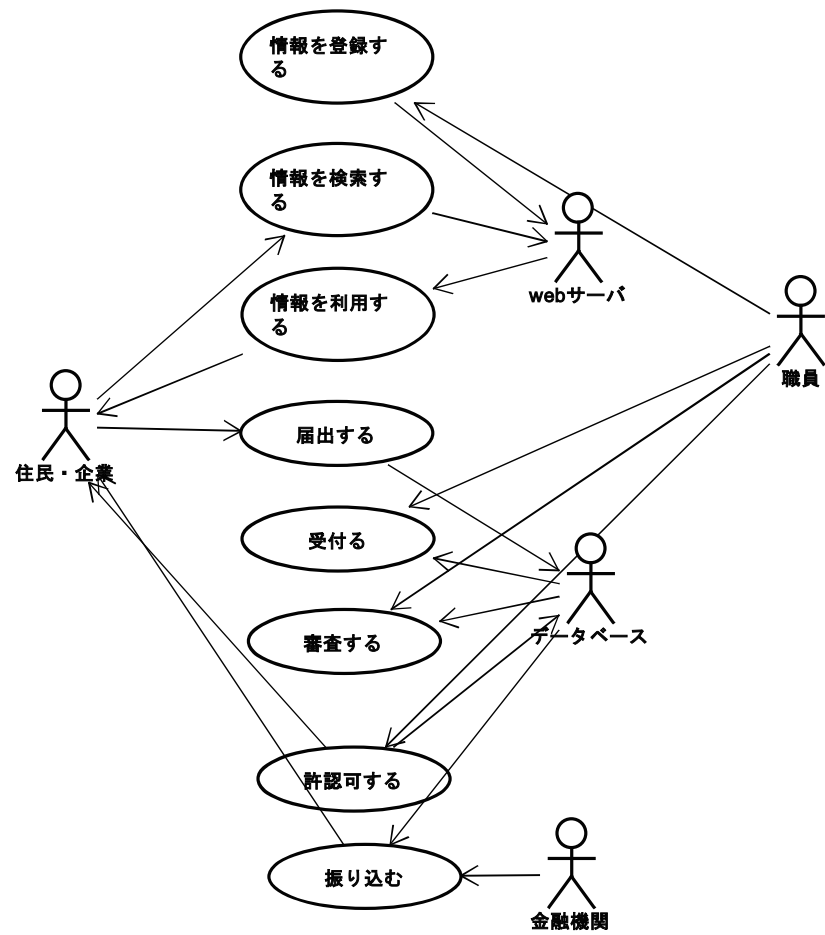 情報を登録す
る
情報を検索す
る
webサーバ
情報を利用す
る
職員
住民・企業
届出する
受付る
データベース
審査する
許認可する
振り込む
金融機関